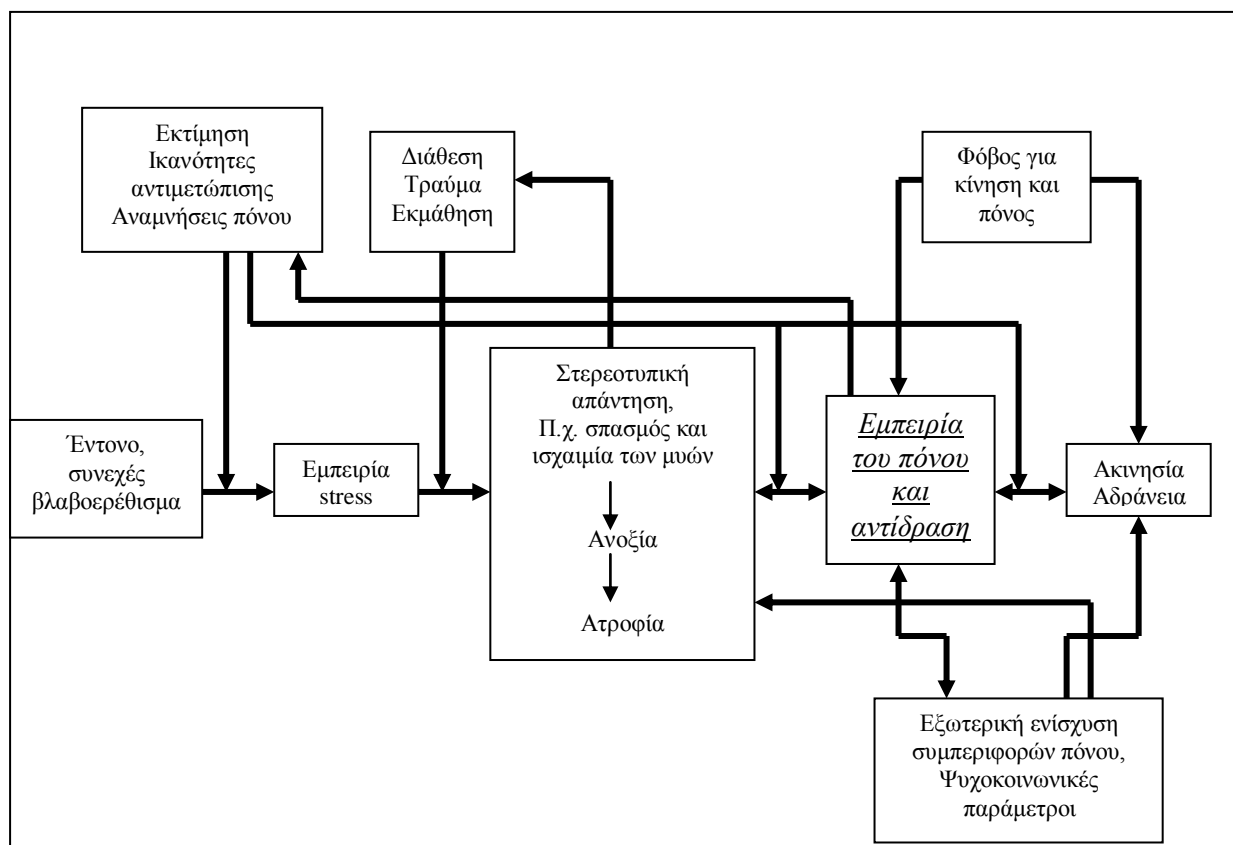 Εκτίμηση
Ικανότητες
αντιμετώπισης
Αναμνήσεις πόνου
Διάθεση
Τραύμα
Εκμάθηση
Φόβος για
κίνηση και
πόνος
Έντονο,
συνεχές
βλαβοερέθισμα
Εμπειρία
stress
Στερεοτυπική
απάντηση,
Π.χ. σπασμός και
ισχαιμία των μυών
Ανοξία
Ατροφία
Εμπειρία
του πόνου
και
αντίδραση
Ακινησία
Αδράνεια
Εξωτερική ενίσχυση
συμπεριφορών πόνου,
Ψυχοκοινωνικές
παράμετροι